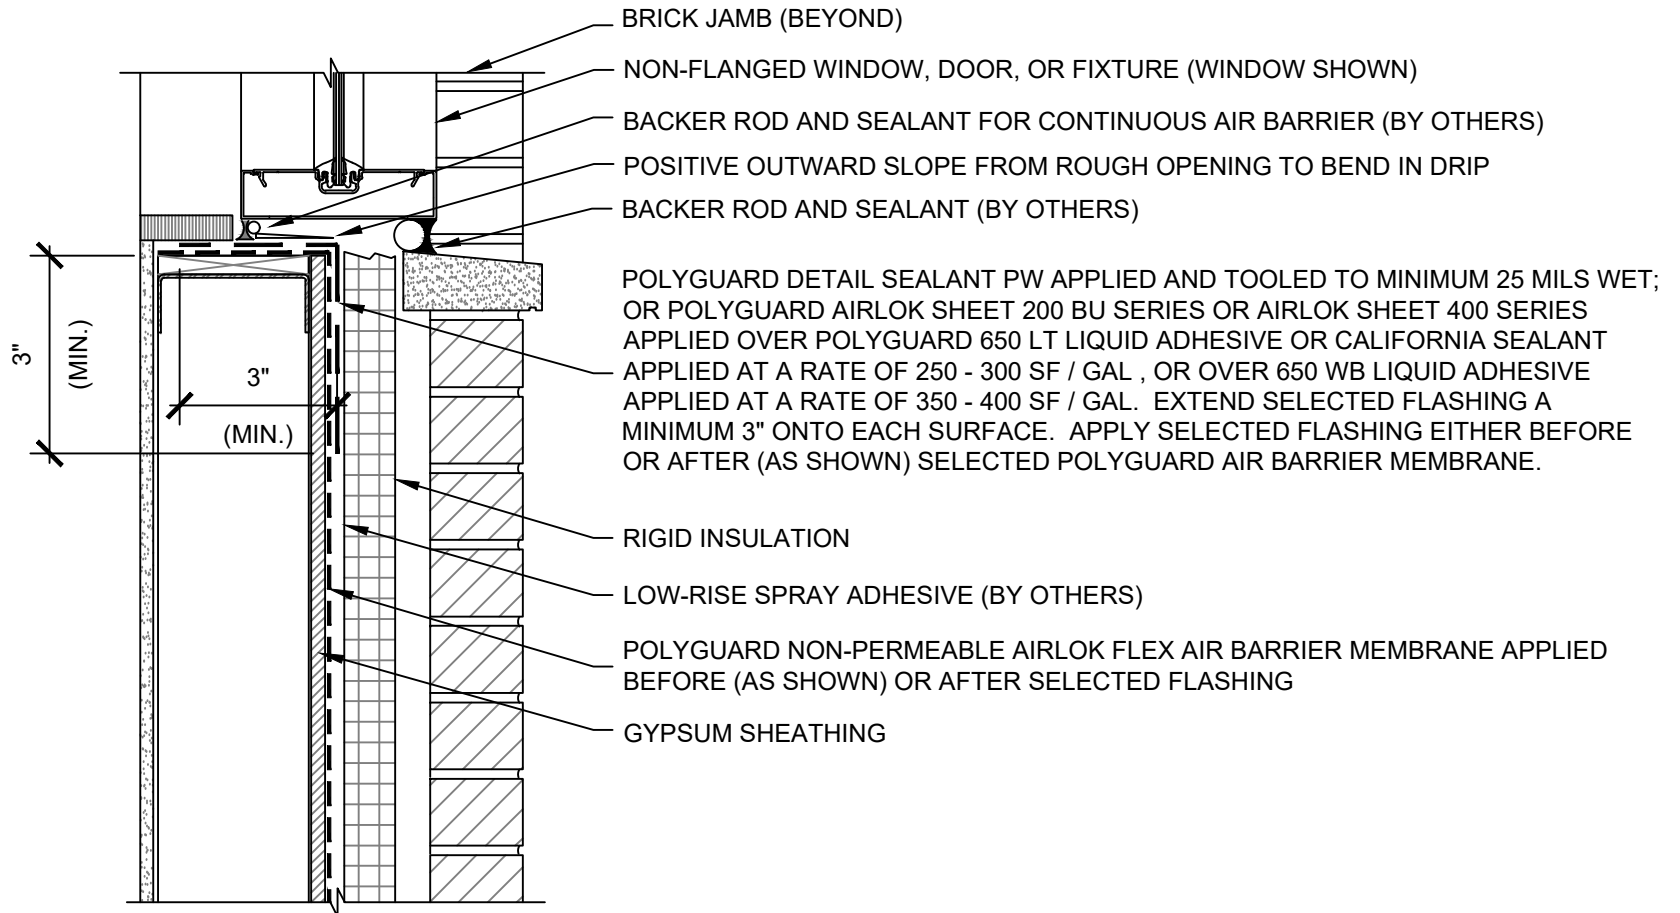 BRICK JAMB (BEYOND)
NON-FLANGED WINDOW, DOOR, OR FIXTURE (WINDOW SHOWN)
BACKER ROD AND SEALANT FOR CONTINUOUS AIR BARRIER (BY OTHERS)
POSITIVE OUTWARD SLOPE FROM ROUGH OPENING TO BEND IN DRIP
BACKER ROD AND SEALANT (BY OTHERS)
POLYGUARD DETAIL SEALANT PW APPLIED AND TOOLED TO MINIMUM 25 MILS WET;
OR POLYGUARD AIRLOK SHEET 200 BU SERIES OR AIRLOK SHEET 400 SERIES
APPLIED OVER POLYGUARD 650 LT LIQUID ADHESIVE OR CALIFORNIA SEALANT
APPLIED AT A RATE OF 250 - 300 SF / GAL , OR OVER 650 WB LIQUID ADHESIVE
APPLIED AT A RATE OF 350 - 400 SF / GAL.  EXTEND SELECTED FLASHING A
MINIMUM 3" ONTO EACH SURFACE.  APPLY SELECTED FLASHING EITHER BEFORE
OR AFTER (AS SHOWN) SELECTED POLYGUARD AIR BARRIER MEMBRANE.
3"
(MIN.)
3"
(MIN.)
RIGID INSULATION
LOW-RISE SPRAY ADHESIVE (BY OTHERS)
POLYGUARD NON-PERMEABLE AIRLOK FLEX AIR BARRIER MEMBRANE APPLIED
BEFORE (AS SHOWN) OR AFTER SELECTED FLASHING
GYPSUM SHEATHING